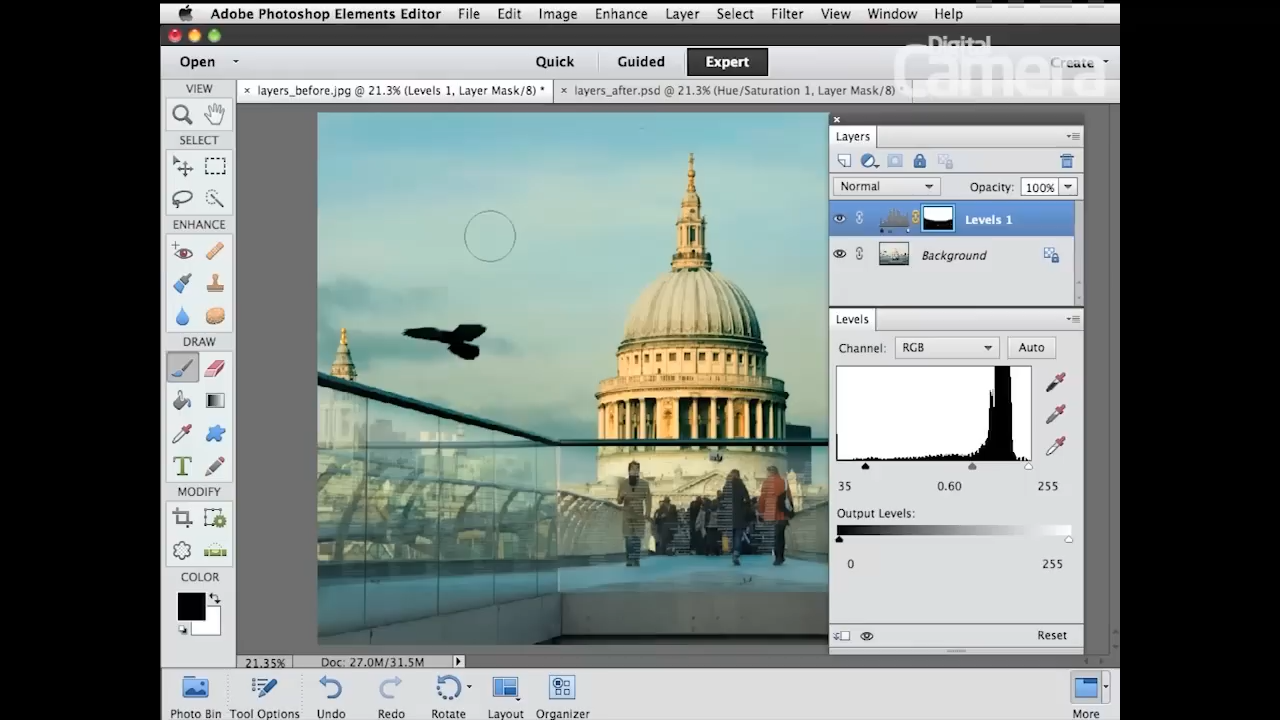 Adobe Photoshop Elements Editor File Edit Image Enhance Layer Select Filter View Window Help
Open Quick Guided Expert Create
Digital
Camera
× layers_before.jpg @ 21.3% (Levels 1, Layer Mask/8) *
× layers_after.psd @ 21.3% (Hue/Saturation 1, Layer Mask/8) *
VIEW
SELECT
ENHANCE
DRAW
T
MODIFY
COLOR
Layers
Normal Opacity: 100%
Levels 1
Background
Levels
Channel: RGB Auto
35 0.60 255
Output Levels:
0 255
Reset
21.35% Doc: 27.0M/31.5M
Photo Bin Tool Options Undo Redo Rotate Layout Organizer More